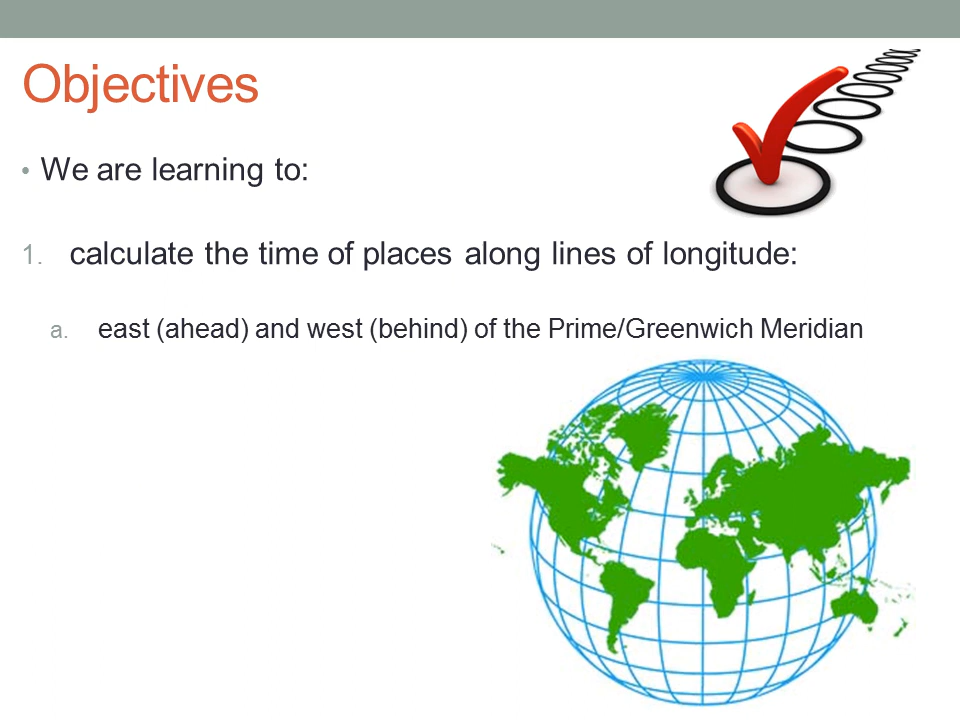 Objectives
• We are learning to:
1. calculate the time of places along lines of longitude:
a. east (ahead) and west (behind) of the Prime/Greenwich Meridian